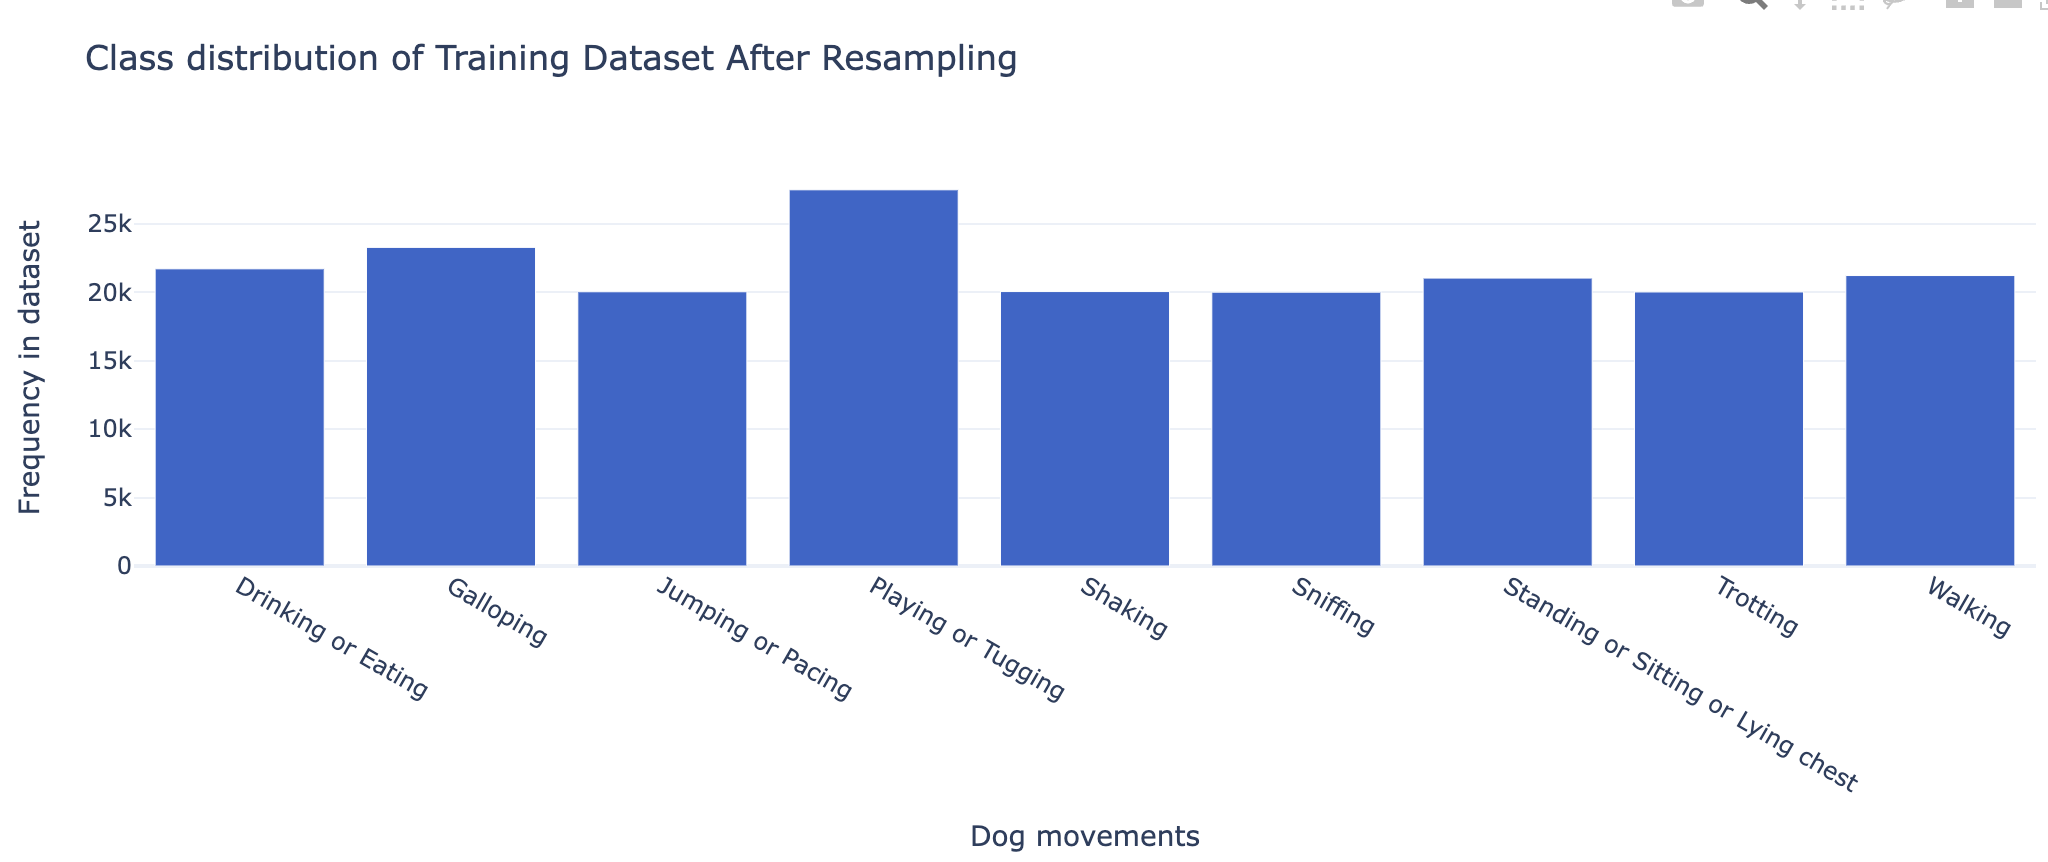 Class distribution of Training Dataset After Resampling
Frequency in dataset
25k
20k
15k
10k
5k
0
Drinking or Eating
Galloping
Jumping or Pacing
Playing or Tugging
Shaking
Sniffing
Standing or Sitting or Lying chest
Trotting
Walking
Dog movements